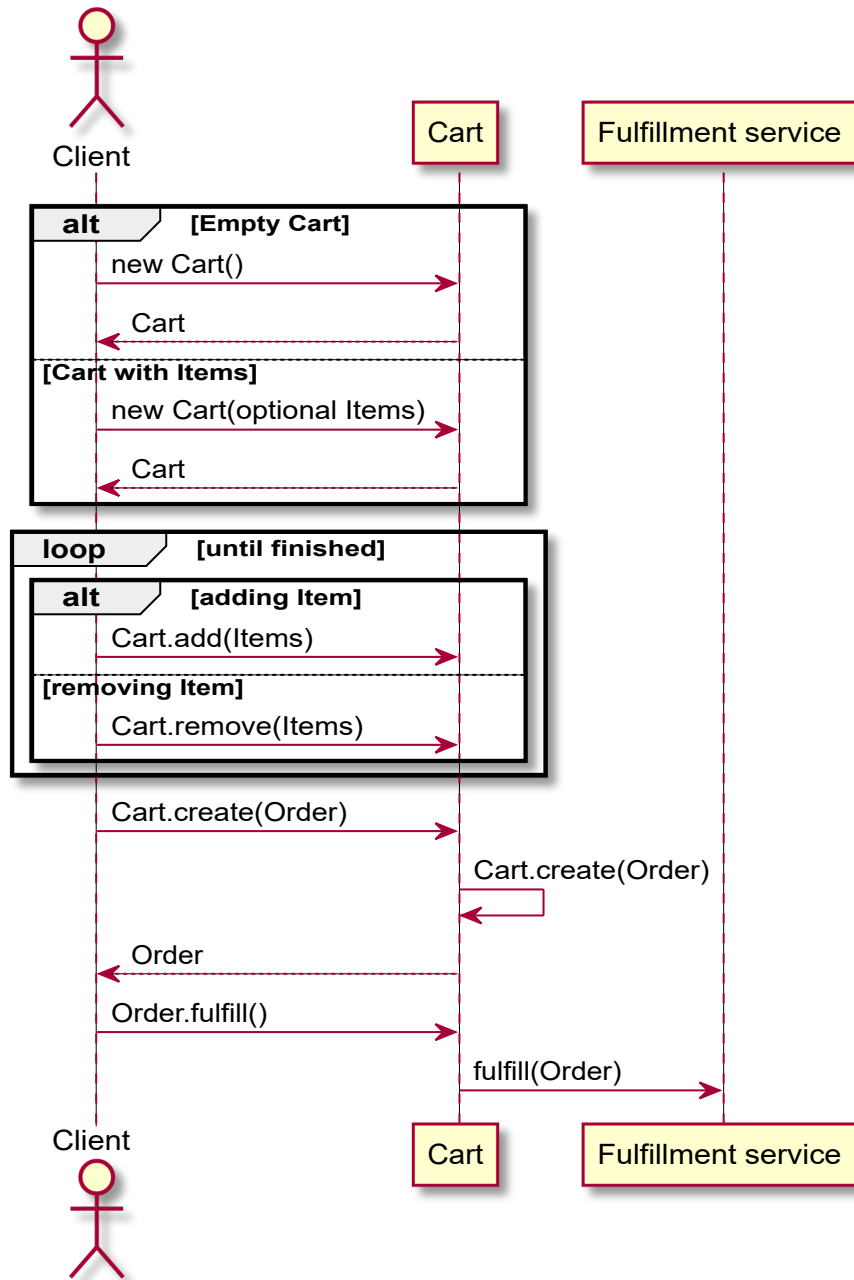 Client
Cart
Fulfillment service
alt [Empty Cart]
new Cart()
Cart
[Cart with Items]
new Cart(optional Items)
Cart
loop [until finished]
alt [adding Item]
Cart.add(Items)
[removing Item]
Cart.remove(Items)
Cart.create(Order)
Cart.create(Order)
Order
Order.fulfill()
fulfill(Order)
Client
Cart
Fulfillment service